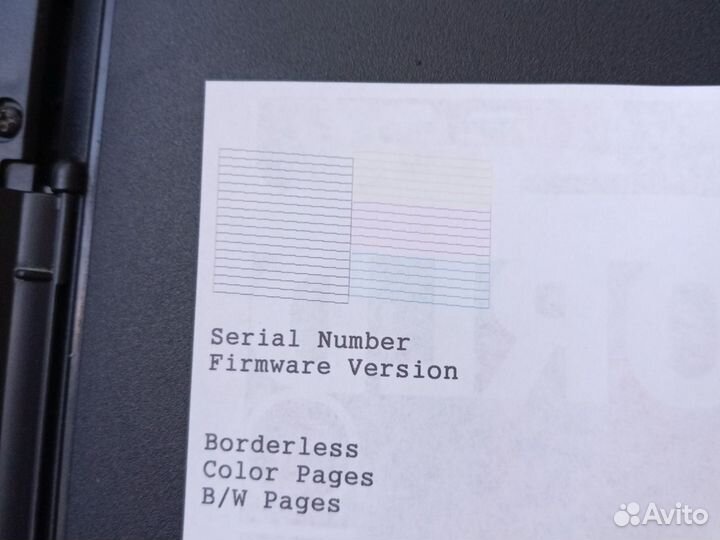 Serial Number
Firmware Version
Borderless
Color Pages
B/W Pages
Avito